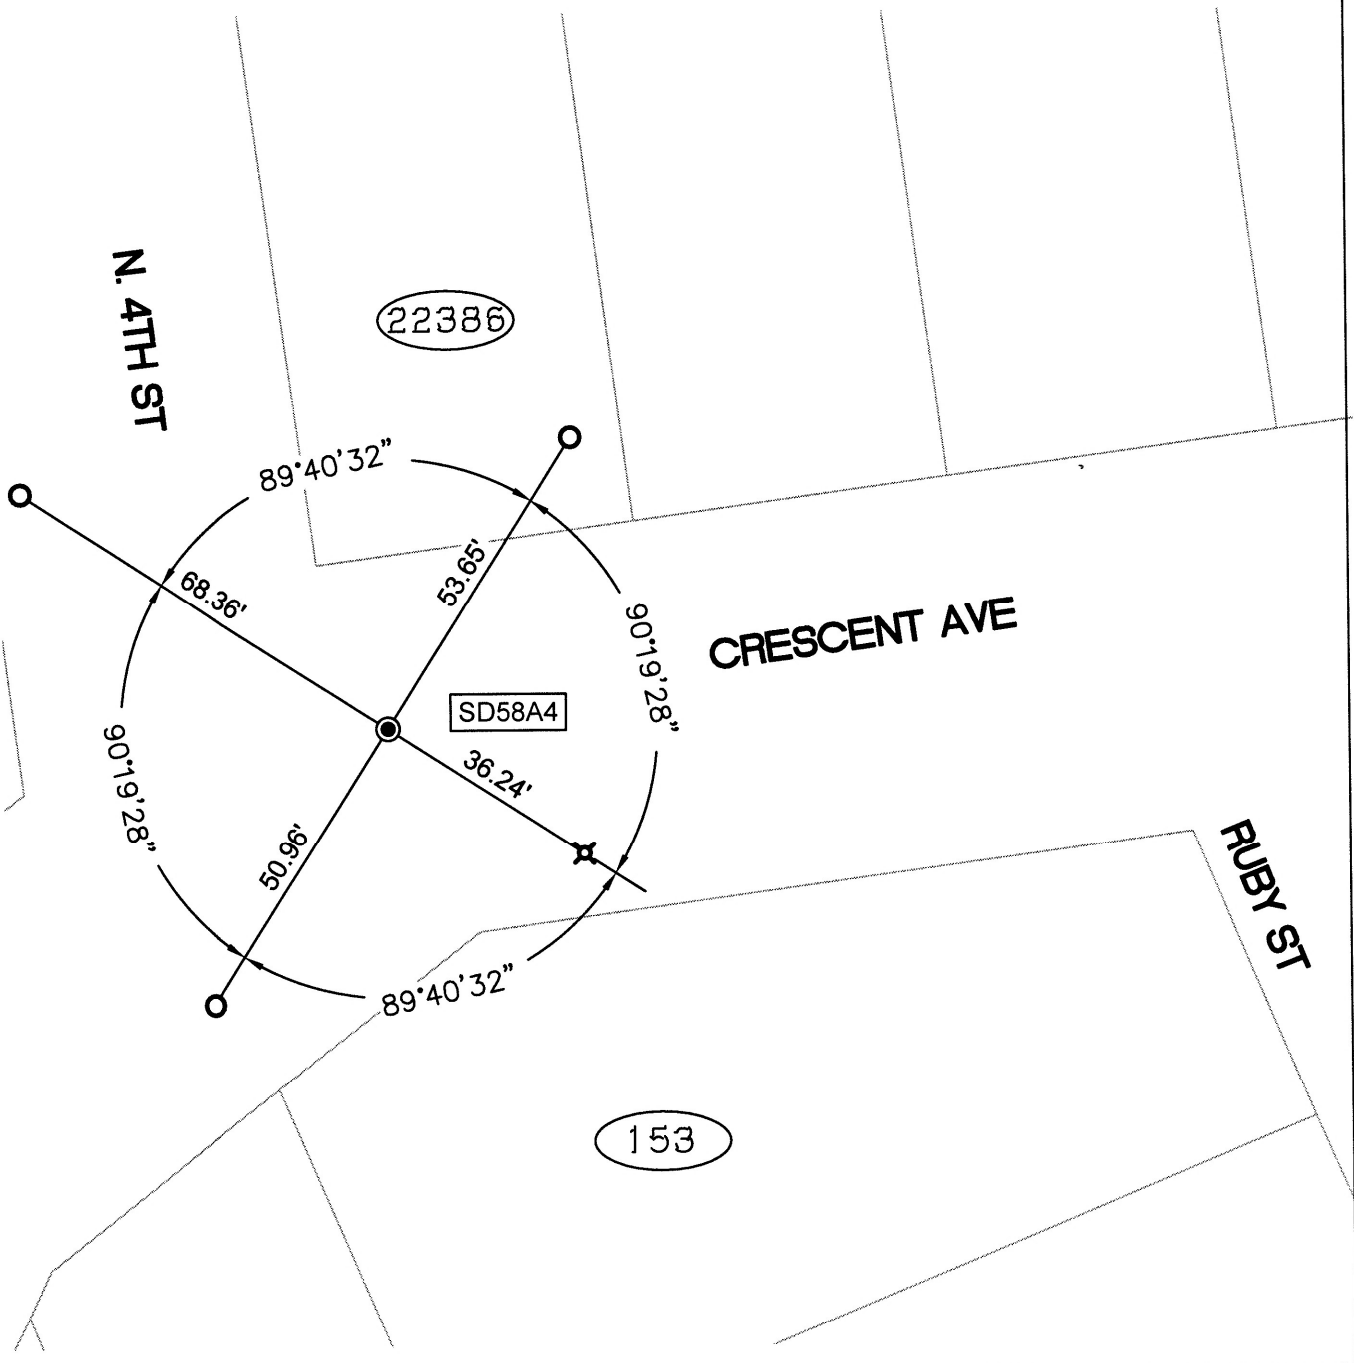 N. 4TH ST
22386
89°40'32"
68.36'
53.65'
90°19'28"
CRESCENT AVE
SD58A4
36.24'
90°19'28"
50.96'
RUBY ST
89°40'32"
153